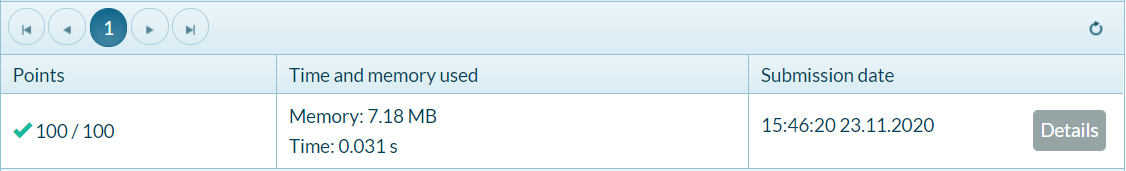 1
Points
Time and memory used
Submission date
100 / 100
Memory: 7.18 MB
Time: 0.031 s
15:46:20 23.11.2020
Details